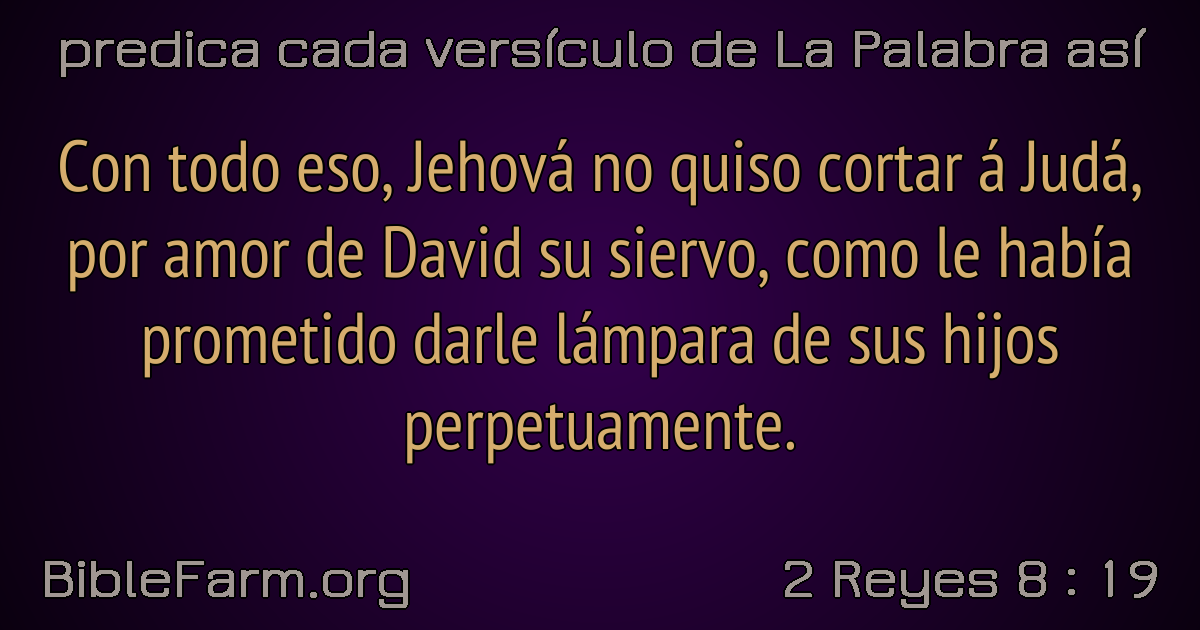 predica cada versículo de La Palabra así
Con todo eso, Jehová no quiso cortar á Judá,
por amor de David su siervo, como le había
prometido darle lámpara de sus hijos
perpetuamente.
BibleFarm.org
2 Reyes 8 : 19